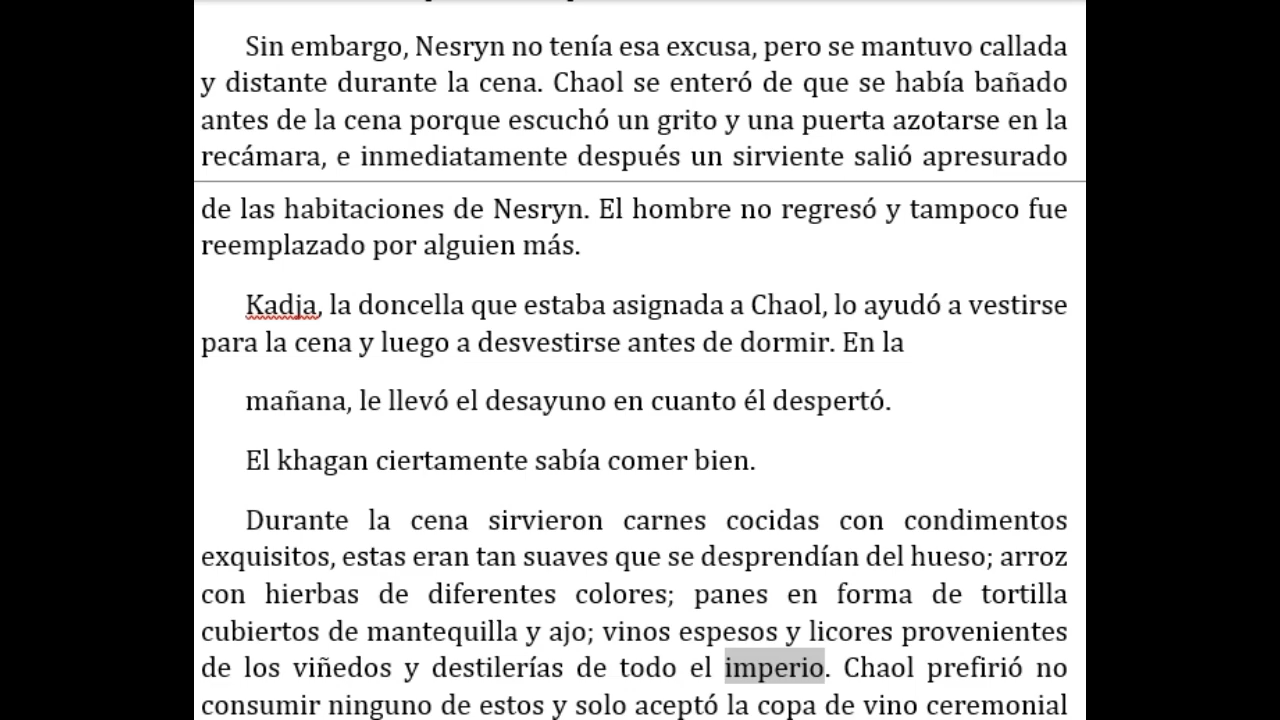 Sin embargo, Nesryn no tenía esa excusa, pero se mantuvo callada
y distante durante la cena. Chaol se enteró de que se había bañado
antes de la cena porque escuchó un grito y una puerta azotarse en la
recámara, e inmediatamente después un sirviente salió apresurado
de las habitaciones de Nesryn. El hombre no regresó y tampoco fue
reemplazado por alguien más.
Kadja, la doncella que estaba asignada a Chaol, lo ayudó a vestirse
para la cena y luego a desvestirse antes de dormir. En la
mañana, le llevó el desayuno en cuanto él despertó.
El khagan ciertamente sabía comer bien.
Durante la cena sirvieron carnes cocidas con condimentos
exquisitos, estas eran tan suaves que se desprendían del hueso; arroz
con hierbas de diferentes colores; panes en forma de tortilla
cubiertos de mantequilla y ajo; vinos espesos y licores provenientes
de los viñedos y destilerías de todo el imperio. Chaol prefirió no
consumir ninguno de estos y solo aceptó la copa de vino ceremonial